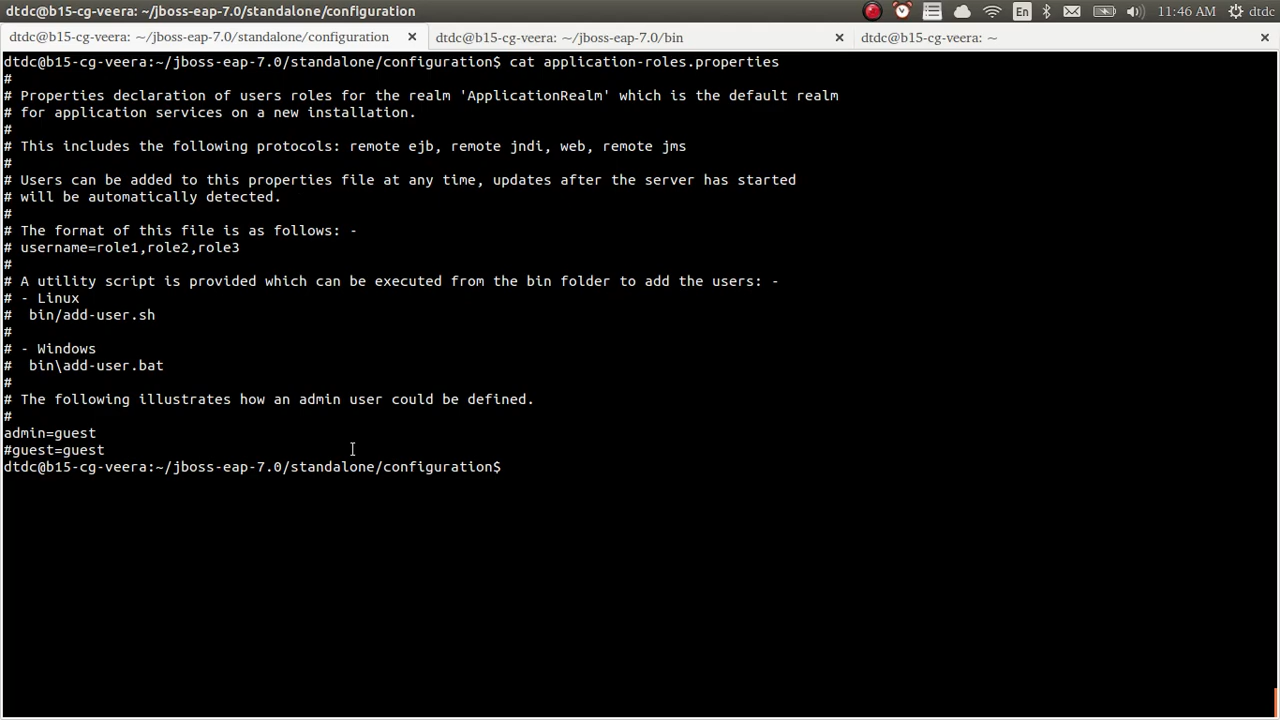 dtdc@b15-cg-veera: ~/jboss-eap-7.0/standalone/configuration
En 11:46 AM dtdc
dtdc@b15-cg-veera: ~/jboss-eap-7.0/standalone/configuration × dtdc@b15-cg-veera: ~/jboss-eap-7.0/bin × dtdc@b15-cg-veera: ~ ×
dtdc@b15-cg-veera:~/jboss-eap-7.0/standalone/configuration$ cat application-roles.properties
#
# Properties declaration of users roles for the realm 'ApplicationRealm' which is the default realm
# for application services on a new installation.
#
# This includes the following protocols: remote ejb, remote jndi, web, remote jms
#
# Users can be added to this properties file at any time, updates after the server has started
# will be automatically detected.
#
# The format of this file is as follows: -
# username=role1,role2,role3
#
# A utility script is provided which can be executed from the bin folder to add the users: -
# - Linux
#  bin/add-user.sh
#
# - Windows
#  bin\add-user.bat
#
# The following illustrates how an admin user could be defined.
#
admin=guest
#guest=guest
dtdc@b15-cg-veera:~/jboss-eap-7.0/standalone/configuration$